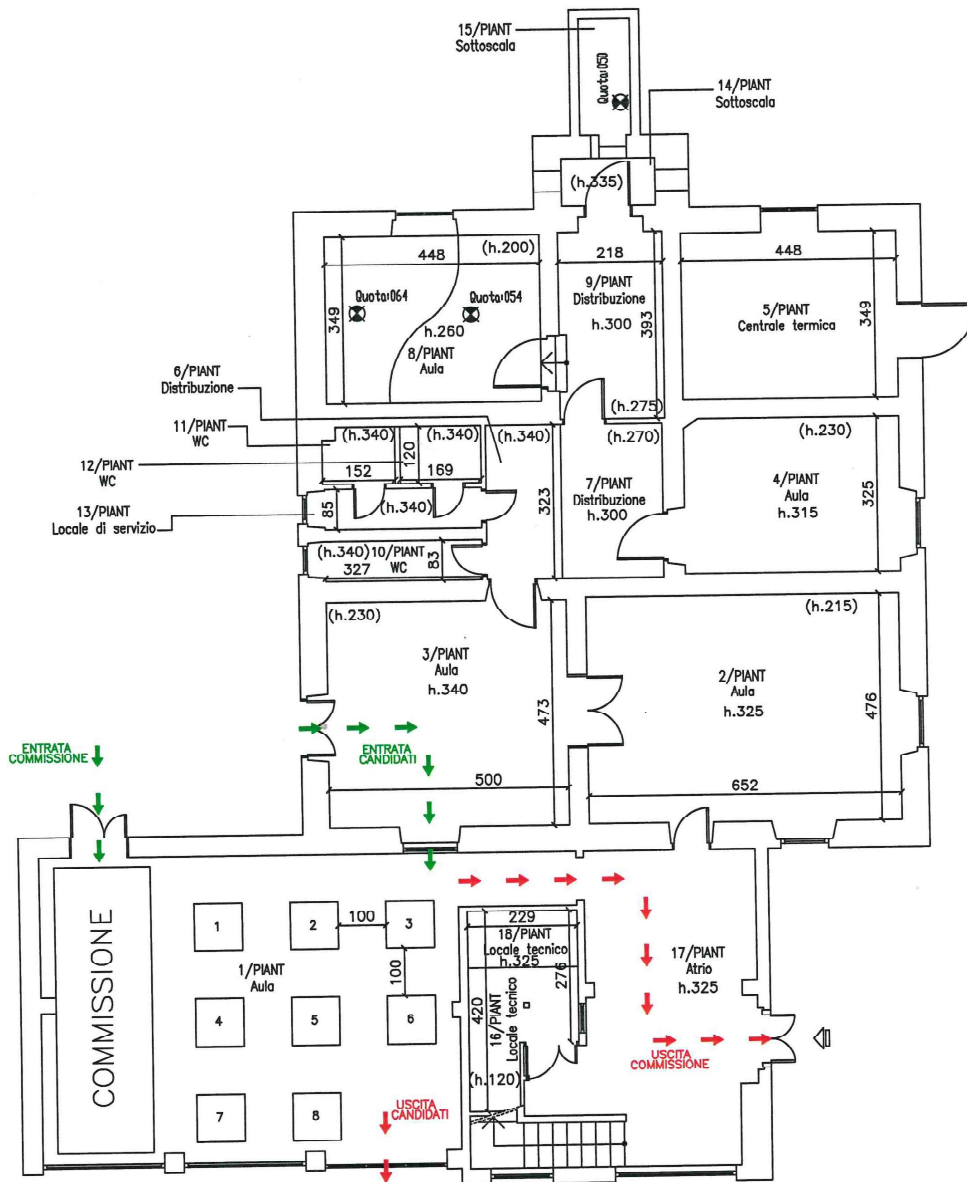 15/PIANT
Sottoscala
Quota:050
14/PIANT
Sottoscala
(h.335)
448
(h.200)
218
448
349
Quota:064
Quota:054
h.260
8/PIANT
Aula
9/PIANT
Distribuzione
h.300
393
5/PIANT
Centrale termica
349
6/PIANT
Distribuzione
(h.275)
11/PIANT
WC
(h.340)
(h.340)
(h.340)
(h.270)
(h.230)
12/PIANT
WC
152
120
169
323
7/PIANT
Distribuzione
h.300
4/PIANT
Aula
h.315
325
13/PIANT
Locale di servizio
85
(h.340)
(h.340)
10/PIANT
WC
327
83
(h.230)
(h.215)
3/PIANT
Aula
h.340
473
2/PIANT
Aula
h.325
476
ENTRATA
COMMISSIONE
ENTRATA
CANDIDATI
500
652
COMMISSIONE
1
2
100
3
229
18/PIANT
Locale tecnico
h.325
276
1/PIANT
Aula
100
17/PIANT
Atrio
h.325
4
5
6
420
16/PIANT
Locale tecnico
USCITA
COMMISSIONE
(h.120)
7
8
USCITA
CANDIDATI